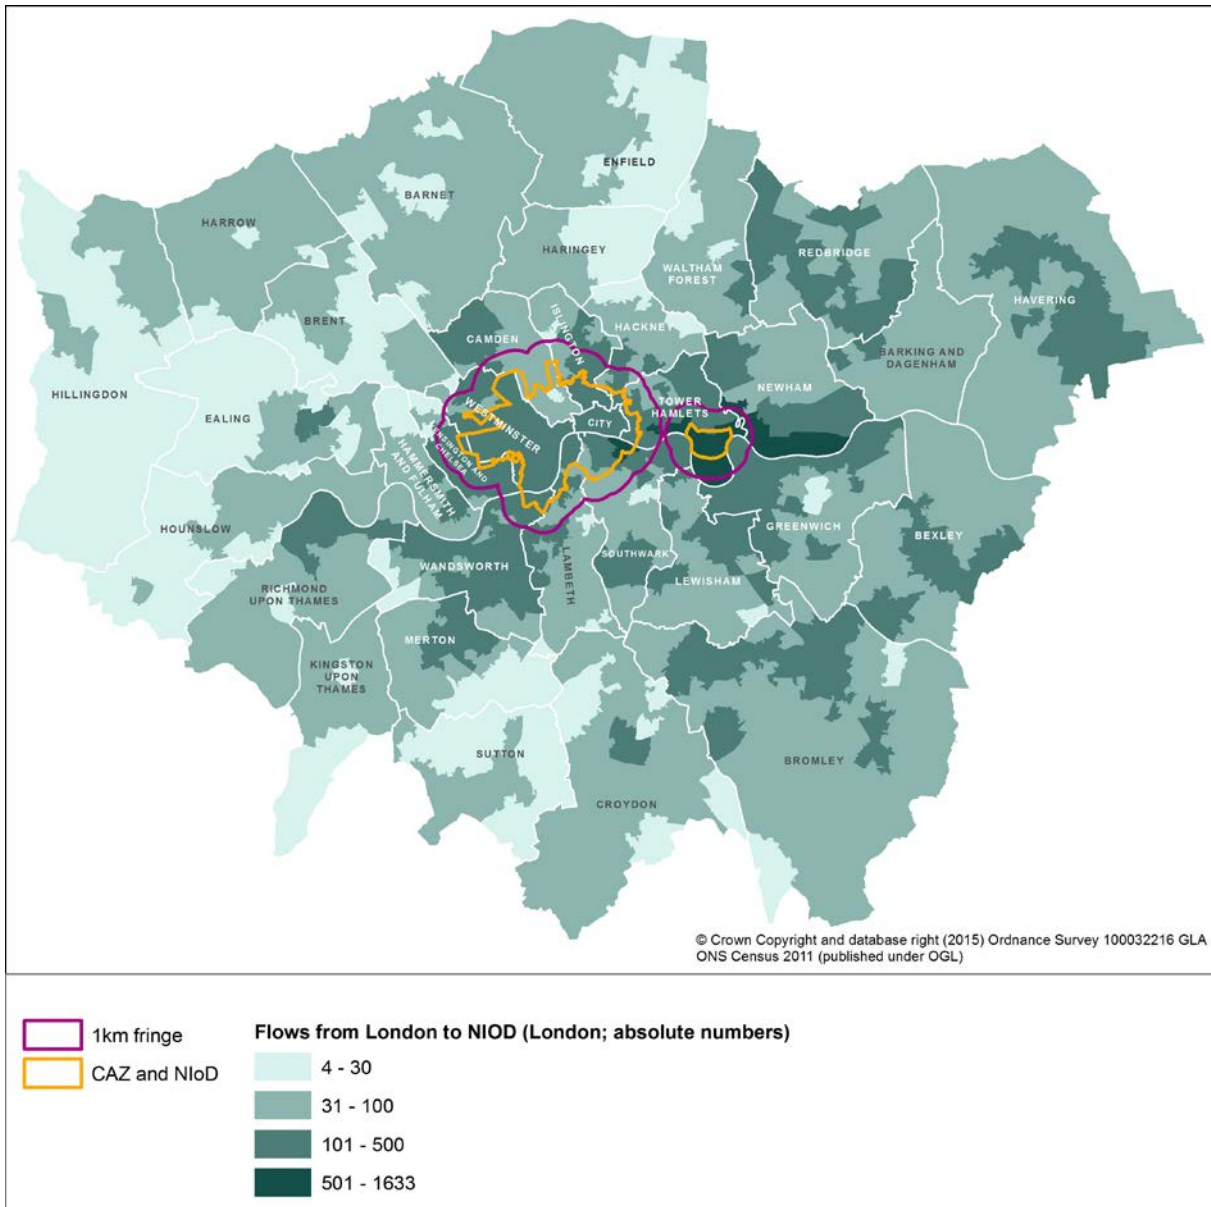 ENFIELD
BARNET
HARROW
HARINGEY
WALTHAM
FOREST
REDBRIDGE
HAVERING
BRENT
CAMDEN
ISLINGTON
HACKNEY
BARKING AND
DAGENHAM
HILLINGDON
EALING
NEWHAM
TOWER
HAMLETS
WESTMINSTER
CITY
KENSINGTON AND
CHELSEA
HAMMERSMITH
AND FULHAM
HOUNSLOW
GREENWICH
BEXLEY
WANDSWORTH
LAMBETH
SOUTHWARK
LEWISHAM
RICHMOND
UPON THAMES
MERTON
KINGSTON
UPON
THAMES
SUTTON
BROMLEY
CROYDON
© Crown Copyright and database right (2015) Ordnance Survey 100032216 GLA
ONS Census 2011 (published under OGL)
1km fringe
CAZ and NIoD
Flows from London to NIOD (London; absolute numbers)
4 - 30
31 - 100
101 - 500
501 - 1633